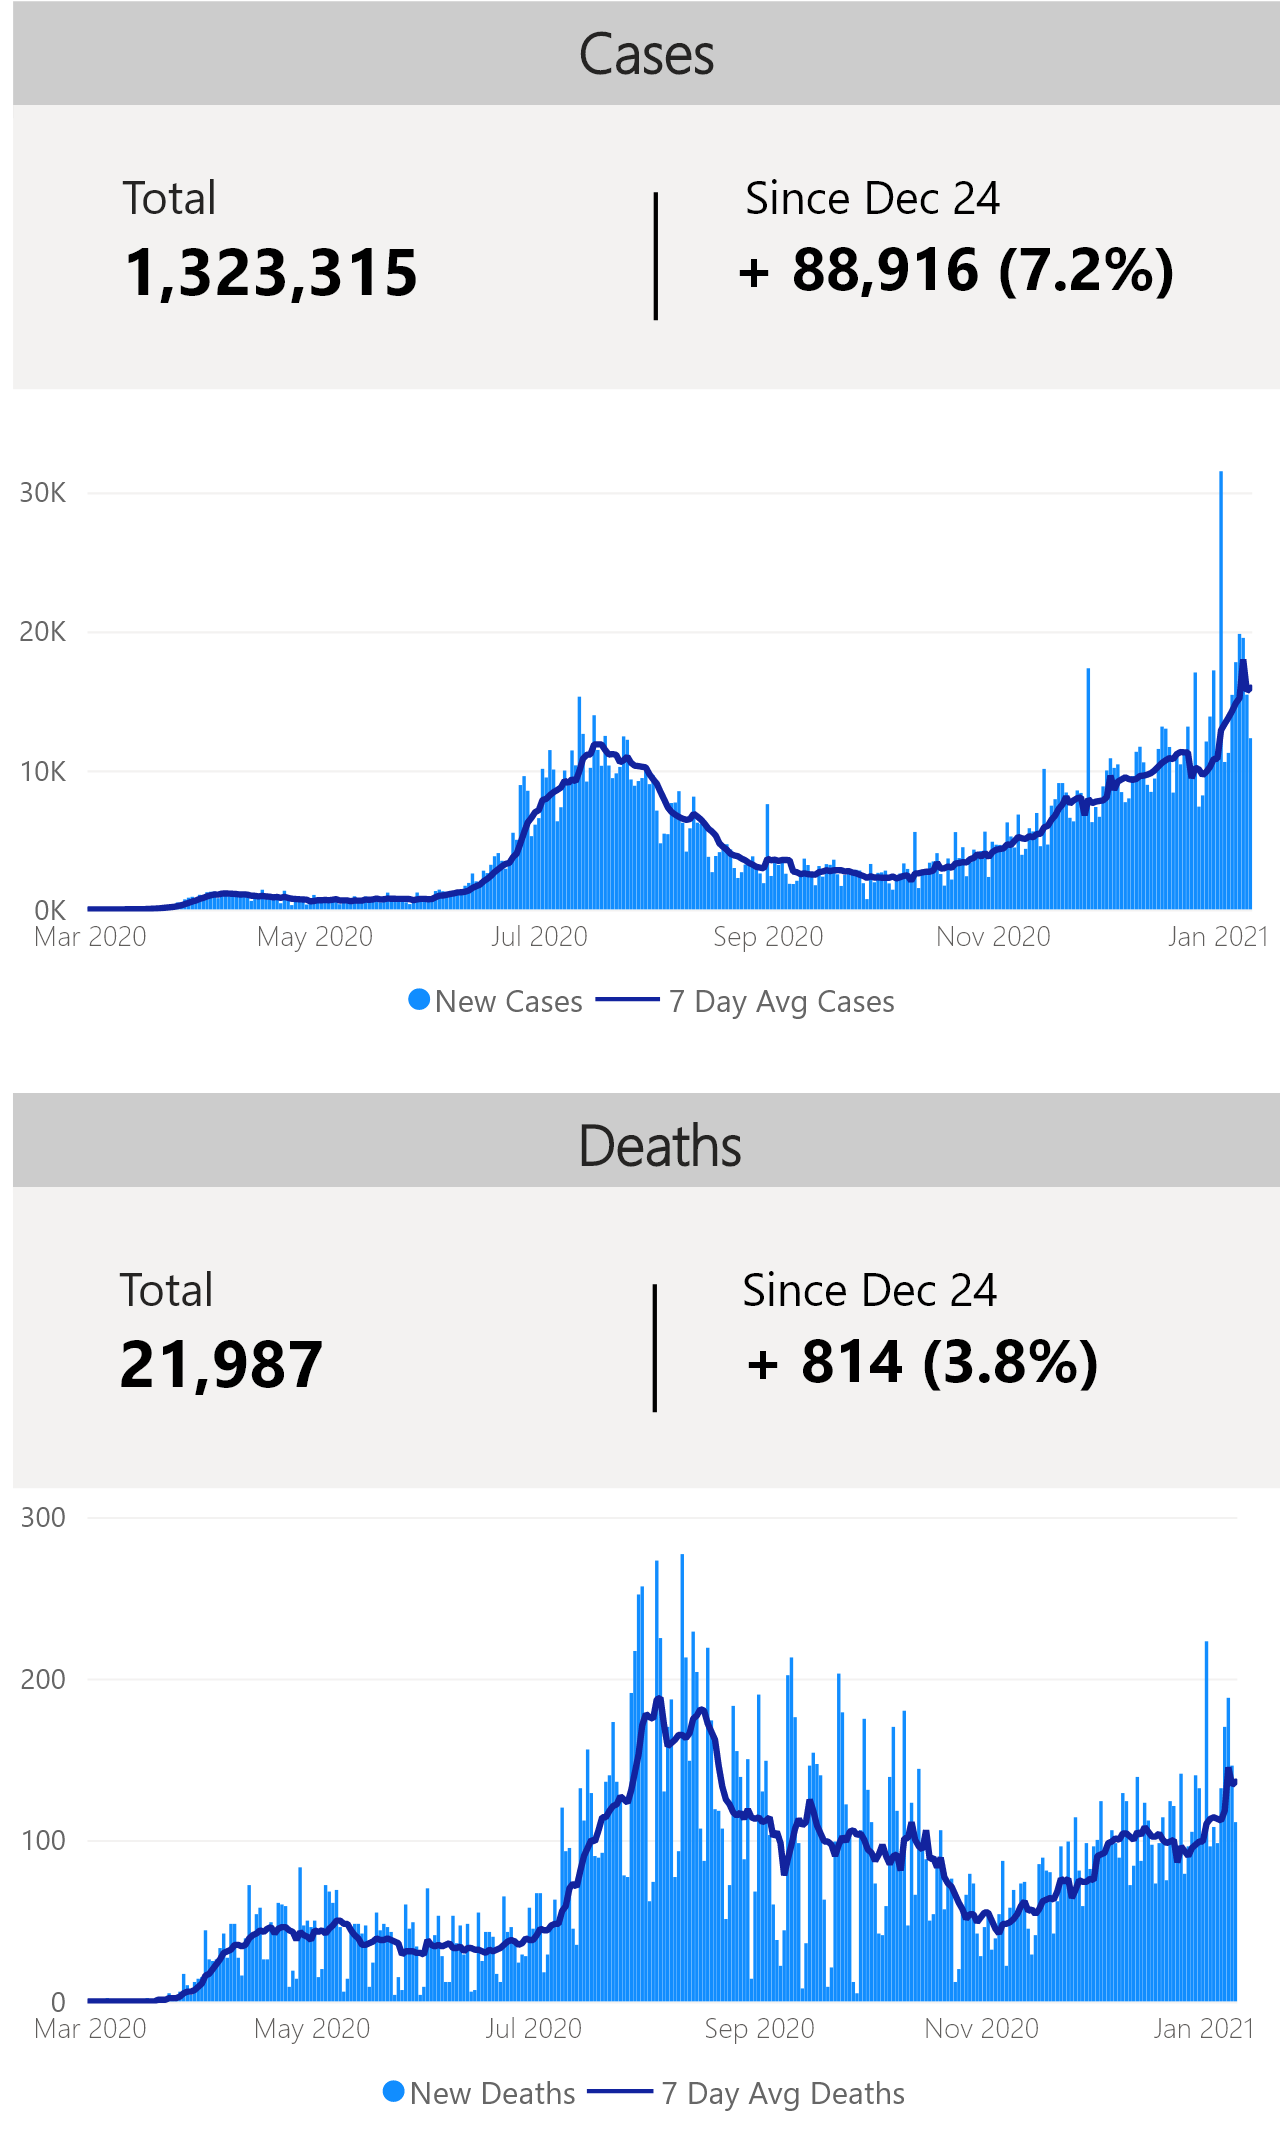 Cases
Total
Since Dec 24
1,323,315
+ 88,916 (7.2%)
30K
20K
10K
0K
Mar 2020 May 2020 Jul 2020 Sep 2020 Nov 2020 Jan 2021
New Cases 7 Day Avg Cases
Deaths
Total
Since Dec 24
21,987
+ 814 (3.8%)
300
200
100
0
Mar 2020 May 2020 Jul 2020 Sep 2020 Nov 2020 Jan 2021
New Deaths 7 Day Avg Deaths